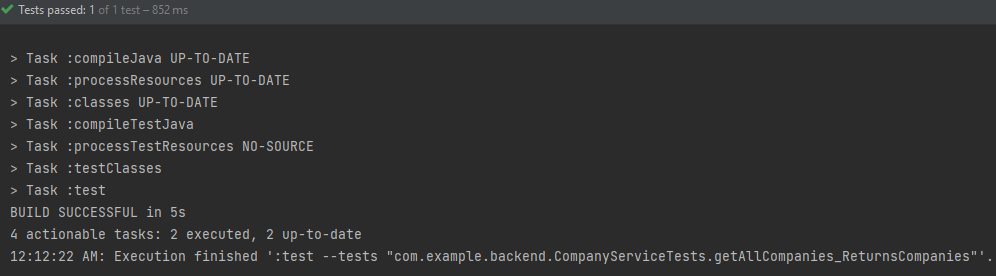 Tests passed: 1 of 1 test – 852 ms
> Task :compileJava UP-TO-DATE
> Task :processResources UP-TO-DATE
> Task :classes UP-TO-DATE
> Task :compileTestJava
> Task :processTestResources NO-SOURCE
> Task :testClasses
> Task :test
BUILD SUCCESSFUL in 5s
4 actionable tasks: 2 executed, 2 up-to-date
12:12:22 AM: Execution finished ':test --tests "com.example.backend.CompanyServiceTests.getAllCompanies_ReturnsCompanies"'.